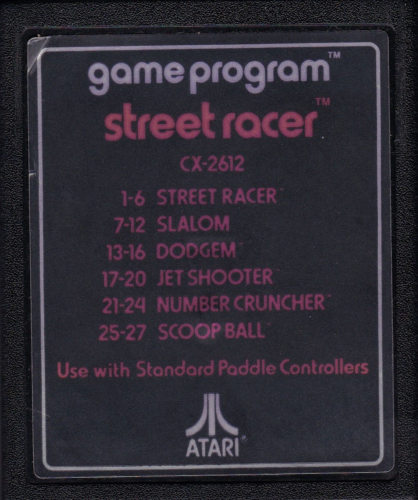 game program™
street racer™
CX-2612
1-6 STREET RACER™
7-12 SLALOM
13-16 DODGEM™
17-20 JET SHOOTER™
21-24 NUMBER CRUNCHER™
25-27 SCOOP BALL™
Use with Standard Paddle Controllers
ATARI®